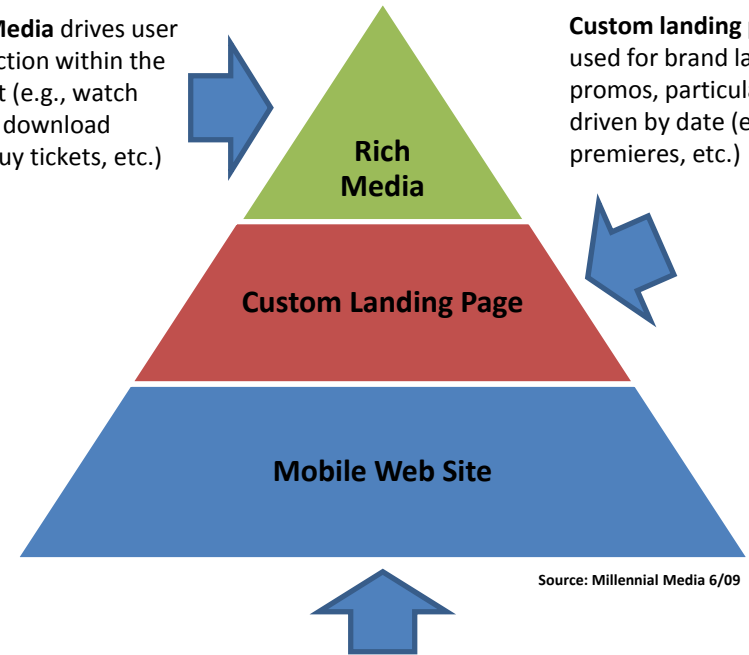 Media drives user
ction within the
t (e.g., watch
download
uy tickets, etc.)
Custom landing p
used for brand la
promos, particula
driven by date (e
premieres, etc.)
Rich
Media
Custom Landing Page
Mobile Web Site
Source: Millennial Media 6/09